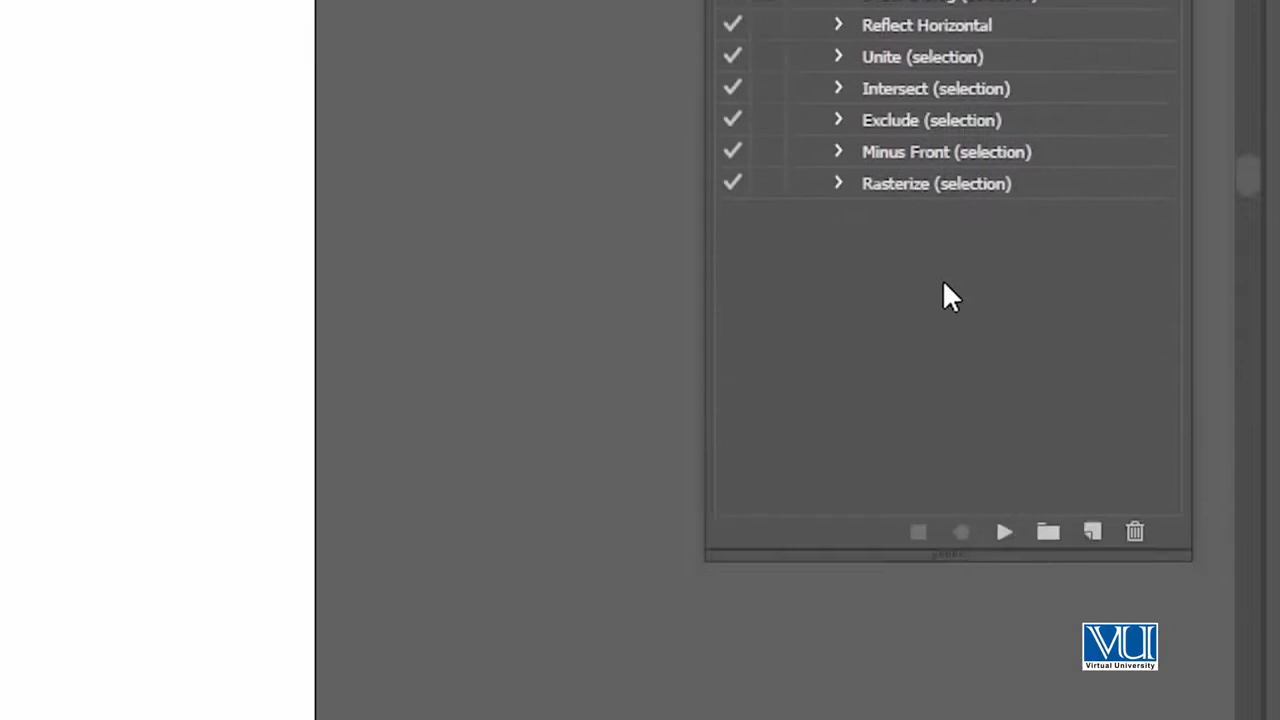 Reflect Horizontal
Unite (selection)
Intersect (selection)
Exclude (selection)
Minus Front (selection)
Rasterize (selection)
VU
Virtual University